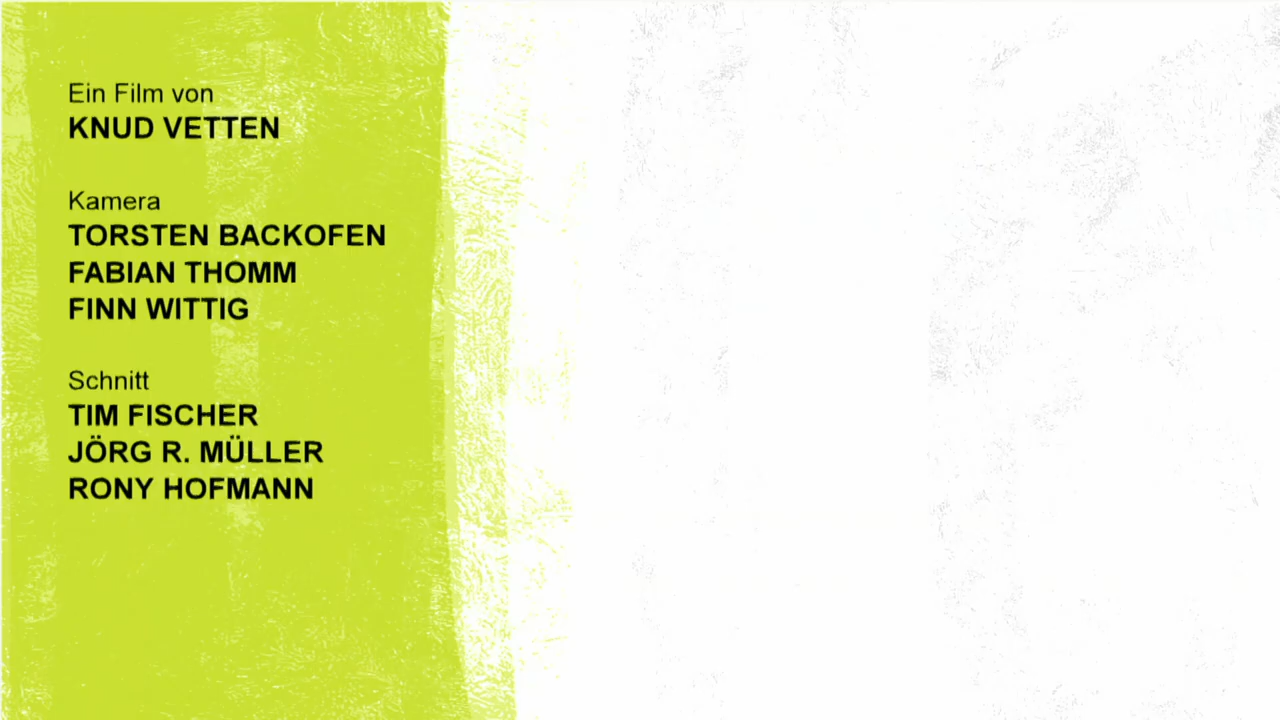 Ein Film von
KNUD VETTEN
Kamera
TORSTEN BACKOFEN
FABIAN THOMM
FINN WITTIG
Schnitt
TIM FISCHER
JÖRG R. MÜLLER
RONY HOFMANN